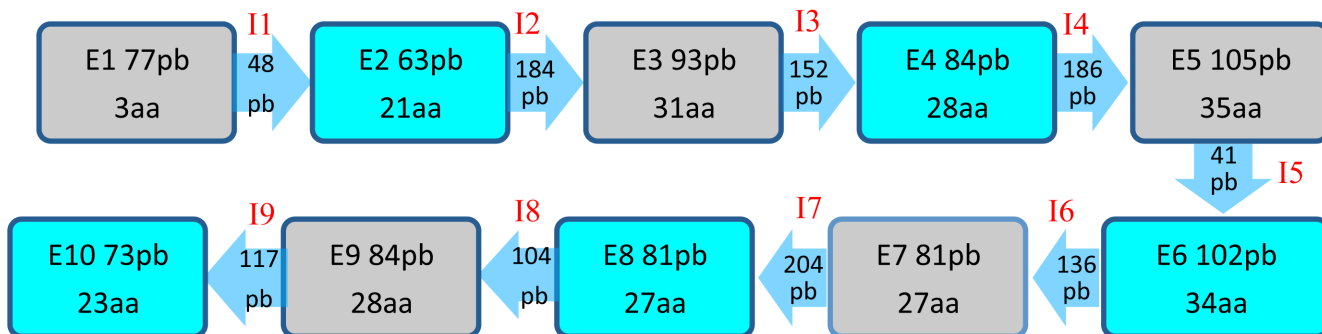 I1
I2
I3
I4
E1 77pb
3aa
48
pb
E2 63pb
21aa
184
pb
E3 93pb
31aa
152
pb
E4 84pb
28aa
186
pb
E5 105pb
35aa
41
pb
I5
I9
I8
I7
I6
E10 73pb
23aa
117
pb
E9 84pb
28aa
104
pb
E8 81pb
27aa
204
pb
E7 81pb
27aa
136
pb
E6 102pb
34aa